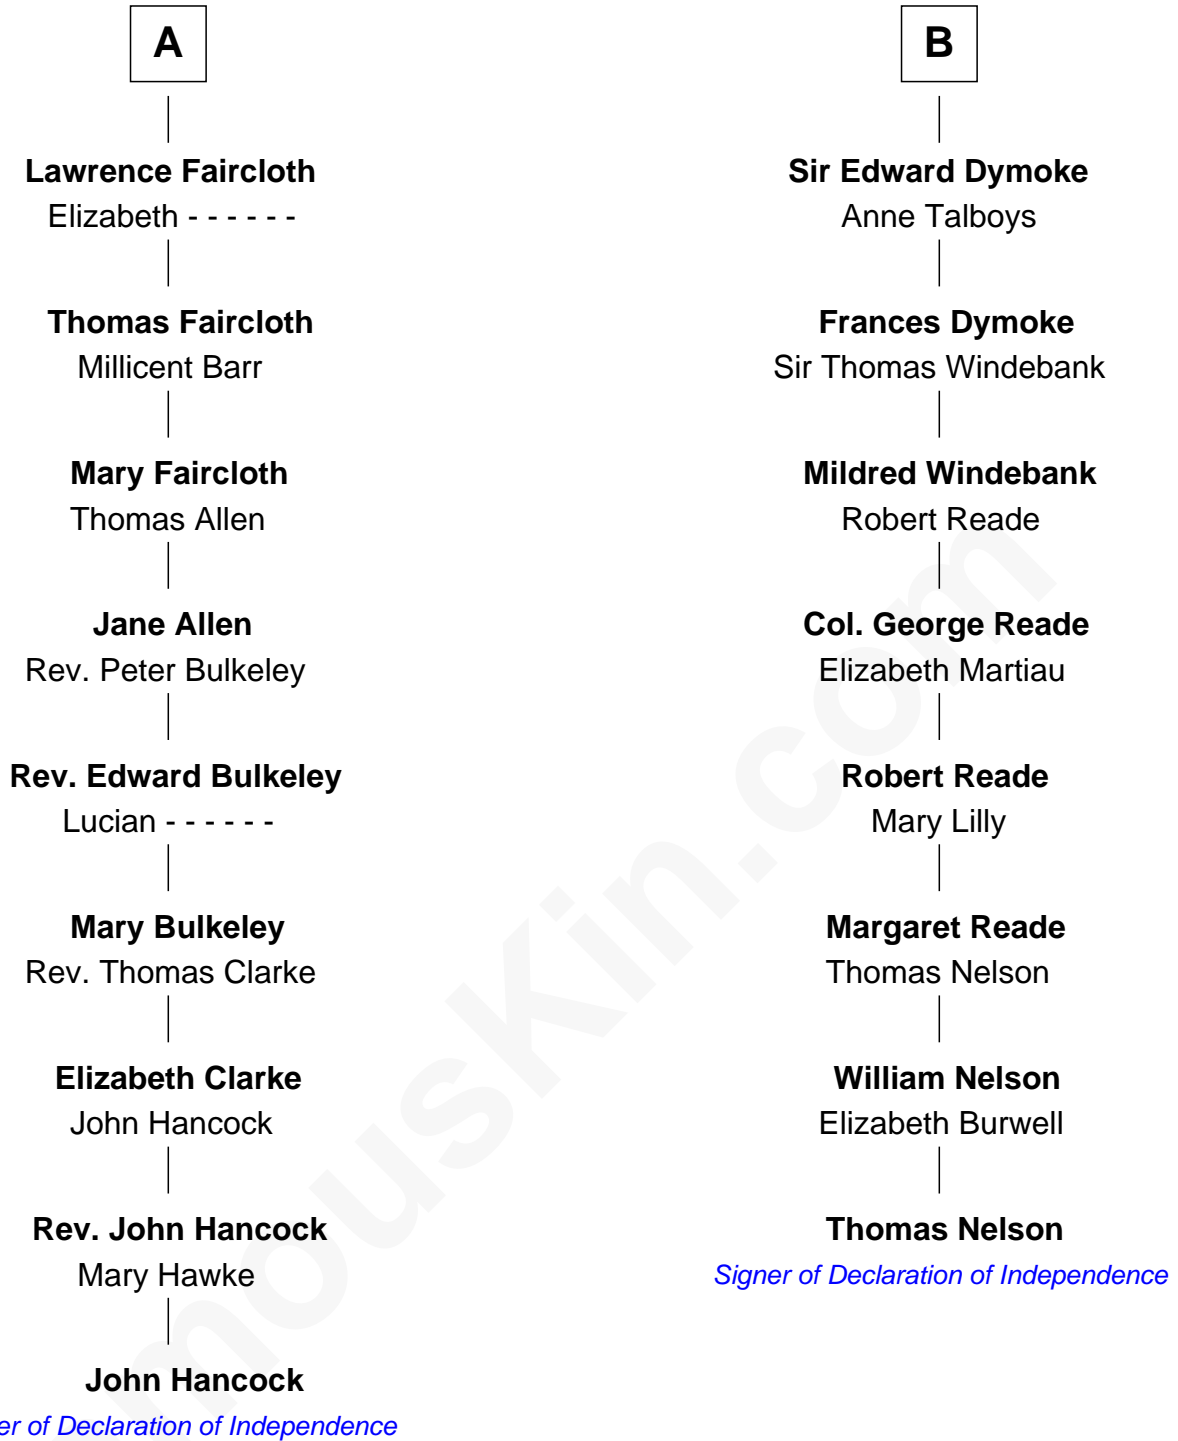 A
Lawrence Faircloth
Elizabeth - - - - - -
Thomas Faircloth
Millicent Barr
Mary Faircloth
Thomas Allen
Jane Allen
Rev. Peter Bulkeley
Rev. Edward Bulkeley
Lucian - - - - - -
Mary Bulkeley
Rev. Thomas Clarke
Elizabeth Clarke
John Hancock
Rev. John Hancock
Mary Hawke
John Hancock
er of Declaration of Independence
B
Sir Edward Dymoke
Anne Talboys
Frances Dymoke
Sir Thomas Windebank
Mildred Windebank
Robert Reade
Col. George Reade
Elizabeth Martiau
Robert Reade
Mary Lilly
Margaret Reade
Thomas Nelson
William Nelson
Elizabeth Burwell
Thomas Nelson
Signer of Declaration of Independence
mousKin.com